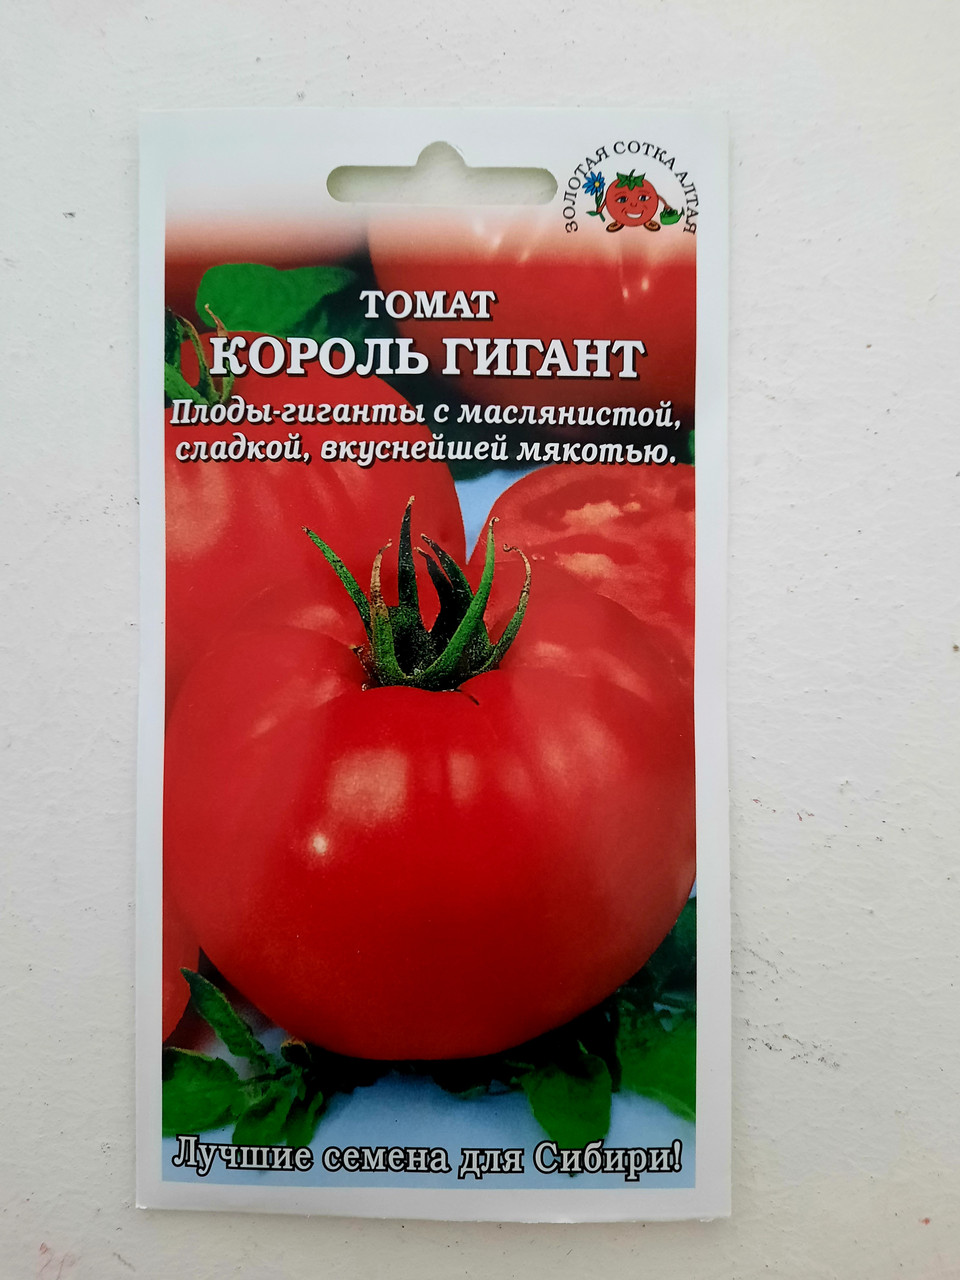 ЗОЛОТАЯ СОТКА АЛТАЯ
ТОМАТ
КОРОЛЬ ГИГАНТ
Плоды-гиганты с маслянистой,
сладкой, вкуснейшей мякотью.
Лучшие семена для Сибири!